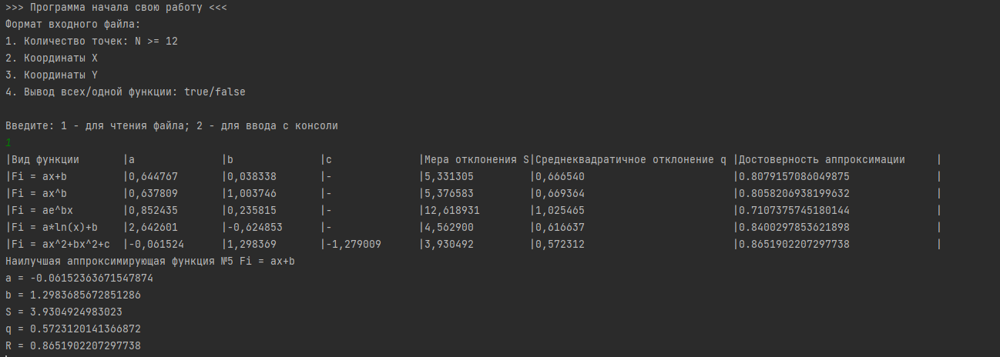 >>> Программа начала свою работу <<<
Формат входного файла:
1. Количество точек: N >= 12
2. Координаты X
3. Координаты Y
4. Вывод всех/одной функции: true/false
Введите: 1 - для чтения файла; 2 - для ввода с консоли
1
|Вид функции |a |b |c |Мера отклонения S|Среднеквадратичное отклонение q |Достоверность аппроксимации |
|Fi = ax+b |0,644767 |0,038338 |- |5,331305 |0,666540 |0.8079157086049875 |
|Fi = ax^b |0,637809 |1,003746 |- |5,376583 |0,669364 |0.8058206938199632 |
|Fi = ae^bx |0,852435 |0,235815 |- |12,618931 |1,025465 |0.7107375745180144 |
|Fi = a*ln(x)+b |2,642601 |-0,624853 |- |4,562900 |0,616637 |0.8400297853621898 |
|Fi = ax^2+bx^2+c |-0,061524 |1,298369 |-1,279009 |3,930492 |0,572312 |0.8651902207297738 |
Наилучшая аппроксимирующая функция №5 Fi = ax+b
a = -0.06152363671547874
b = 1.2983685672851286
S = 3.9304924983023
q = 0.5723120141366872
R = 0.8651902207297738